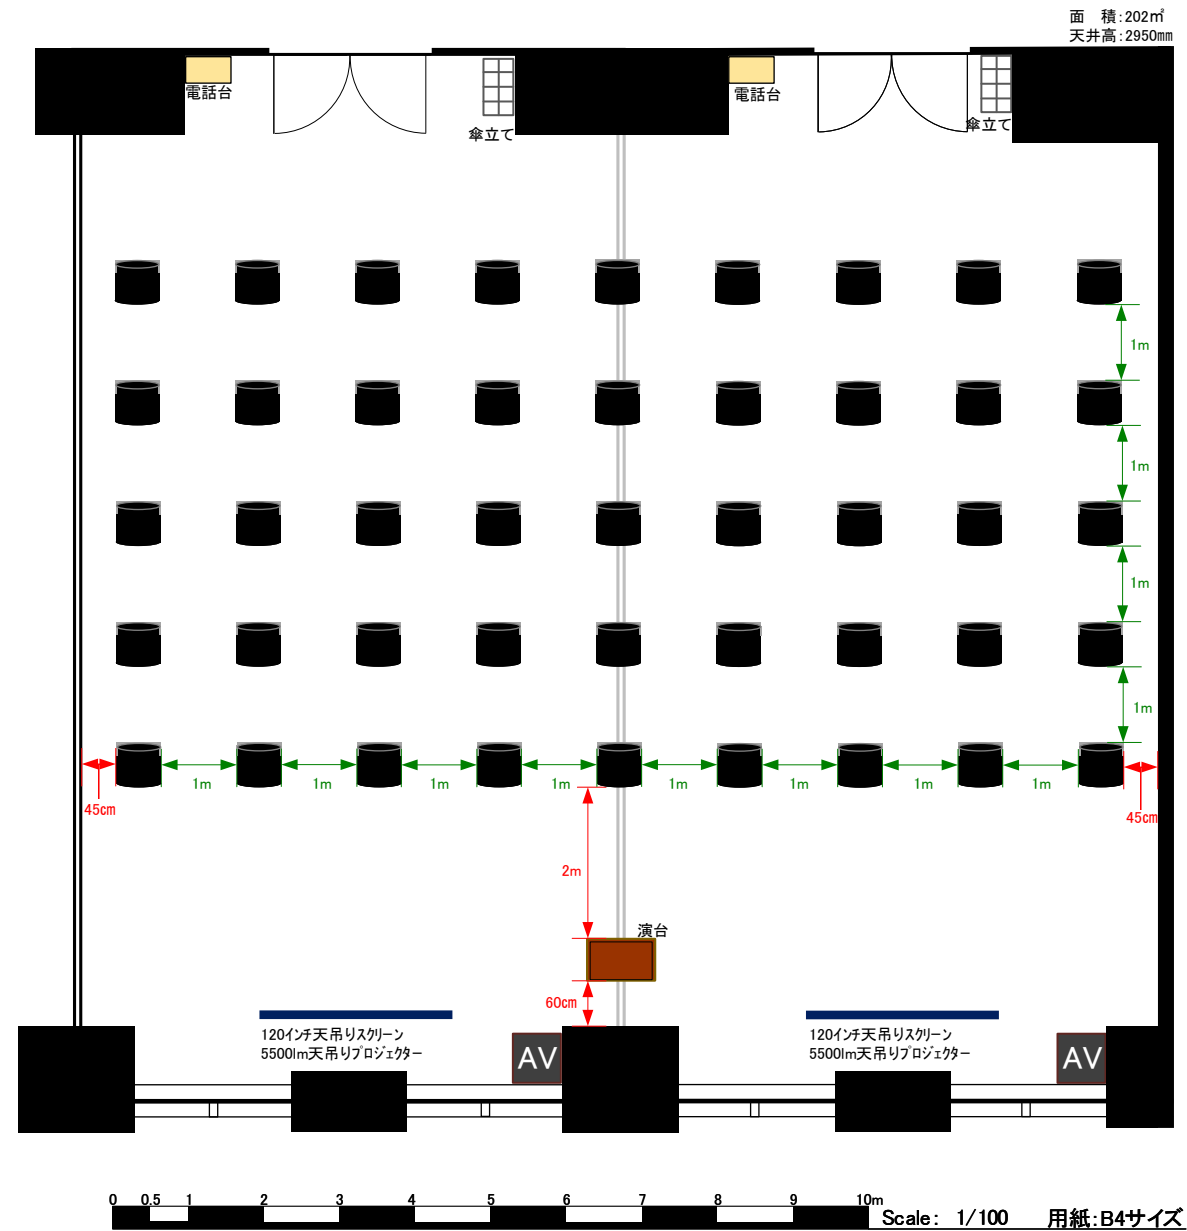 面　積:202㎡
天井高:2950mm
電話台
傘立て
電話台
傘立て
1m
1m
1m
1m
1m
1m
1m
1m
1m
1m
1m
1m
45cm
45cm
2m
演台
60cm
120インチ天吊りスクリーン
5500lm天吊りプロジェクター
AV
120インチ天吊りスクリーン
5500lm天吊りプロジェクター
AV
0 0.5 1 2 3 4 5 6 7 8 9 10m
Scale: 1/100 用紙:B4サイズ